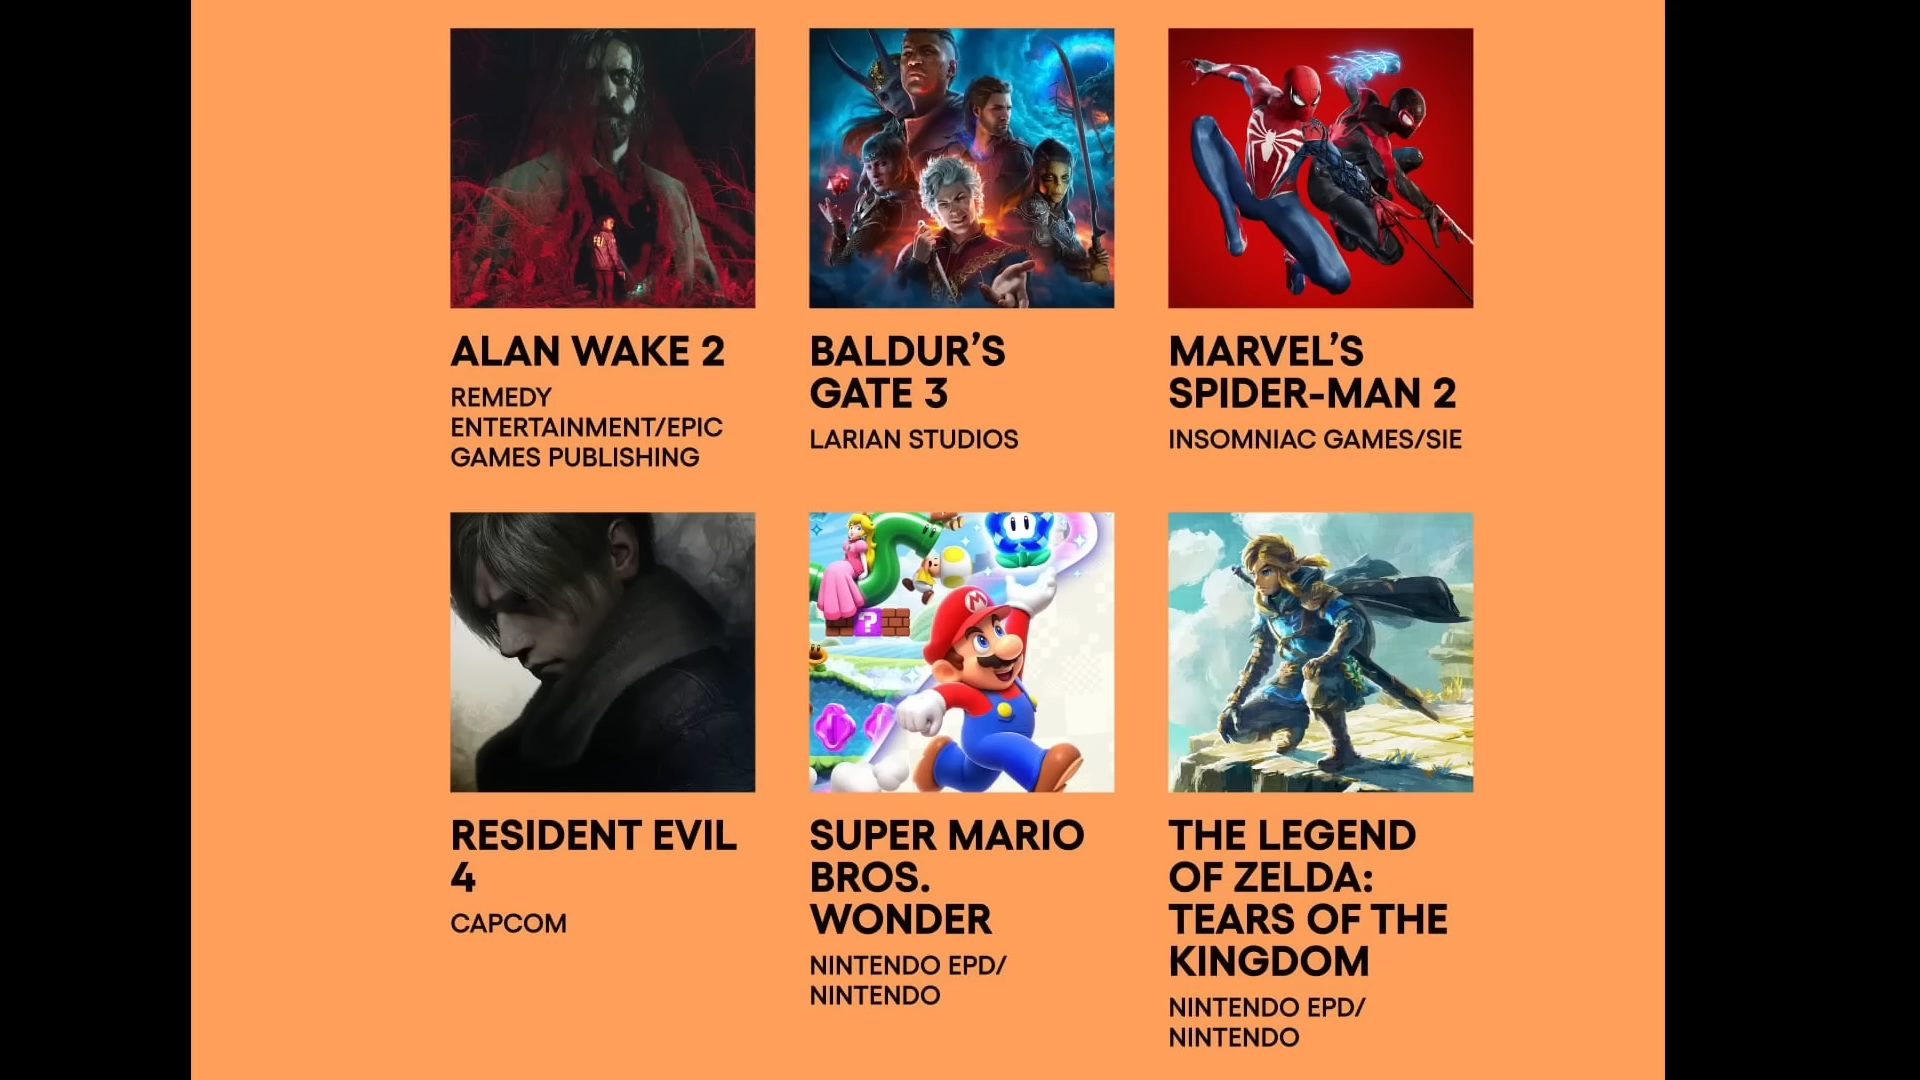 ALAN WAKE 2
REMEDY
ENTERTAINMENT/EPIC
GAMES PUBLISHING
BALDUR’S
GATE 3
LARIAN STUDIOS
MARVEL’S
SPIDER-MAN 2
INSOMNIAC GAMES/SIE
RESIDENT EVIL
4
CAPCOM
M
?
SUPER MARIO
BROS.
WONDER
NINTENDO EPD/
NINTENDO
THE LEGEND
OF ZELDA:
TEARS OF THE
KINGDOM
NINTENDO EPD/
NINTENDO